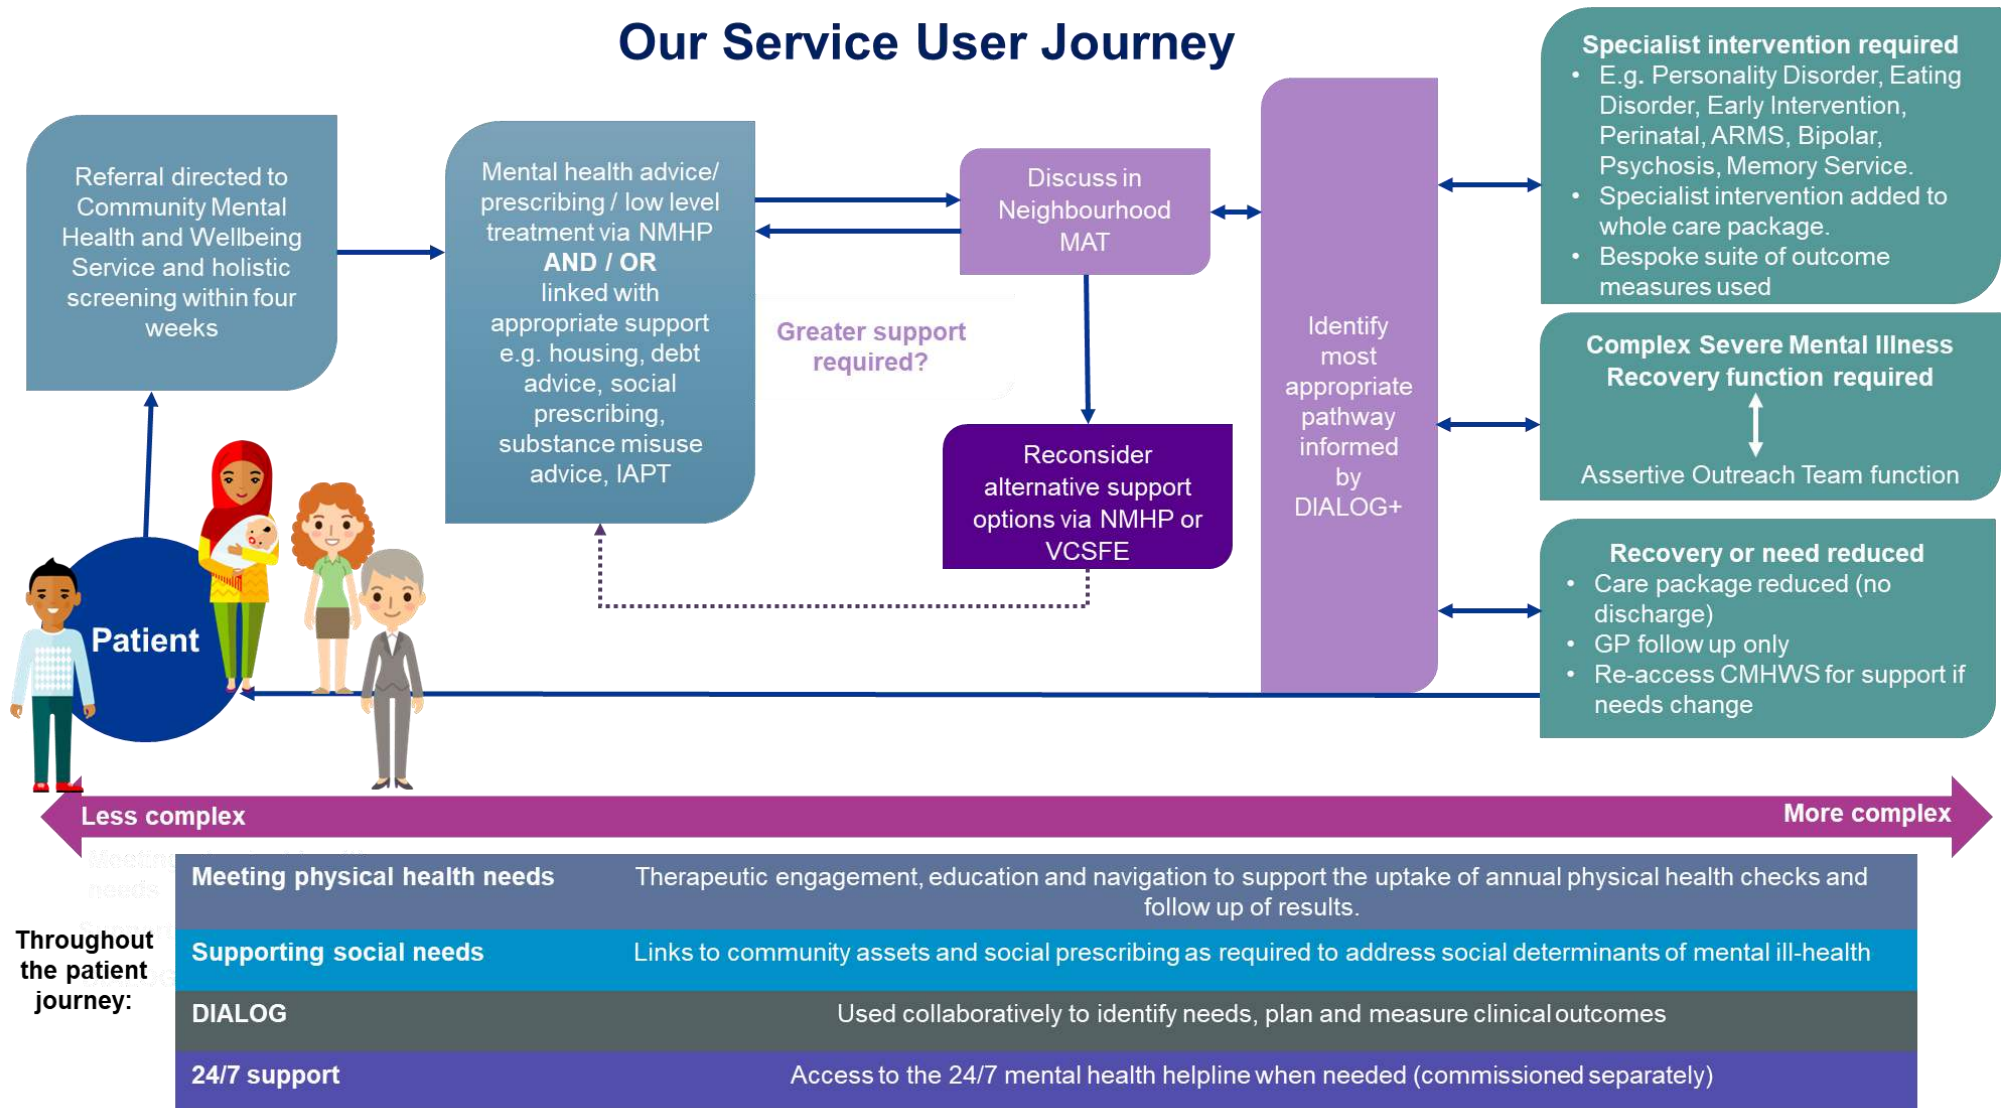 Our Service User Journey
Referral directed to
Community Mental
Health and Wellbeing
Service and holistic
screening within four
weeks
Mental health advice/
prescribing / low level
treatment via NMHP
AND / OR
linked with
appropriate support
e.g. housing, debt
advice, social
prescribing,
substance misuse
advice, IAPT
Greater support
required?
Discuss in
Neighbourhood
MAT
Reconsider
alternative support
options via NMHP or
VCSFE
Identify
most
appropriate
pathway
informed
by
DIALOG+
Specialist intervention required
• E.g. Personality Disorder, Eating
Disorder, Early Intervention,
Perinatal, ARMS, Bipolar,
Psychosis, Memory Service.
• Specialist intervention added to
whole care package.
• Bespoke suite of outcome
measures used
Complex Severe Mental Illness
Recovery function required
Assertive Outreach Team function
Recovery or need reduced
• Care package reduced (no
discharge)
• GP follow up only
• Re-access CMHWS for support if
needs change
Patient
Less complex
More complex
Throughout
the patient
journey:
Meeting physical health needs
Therapeutic engagement, education and navigation to support the uptake of annual physical health checks and
follow up of results.
Supporting social needs
Links to community assets and social prescribing as required to address social determinants of mental ill-health
DIALOG
Used collaboratively to identify needs, plan and measure clinical outcomes
24/7 support
Access to the 24/7 mental health helpline when needed (commissioned separately)